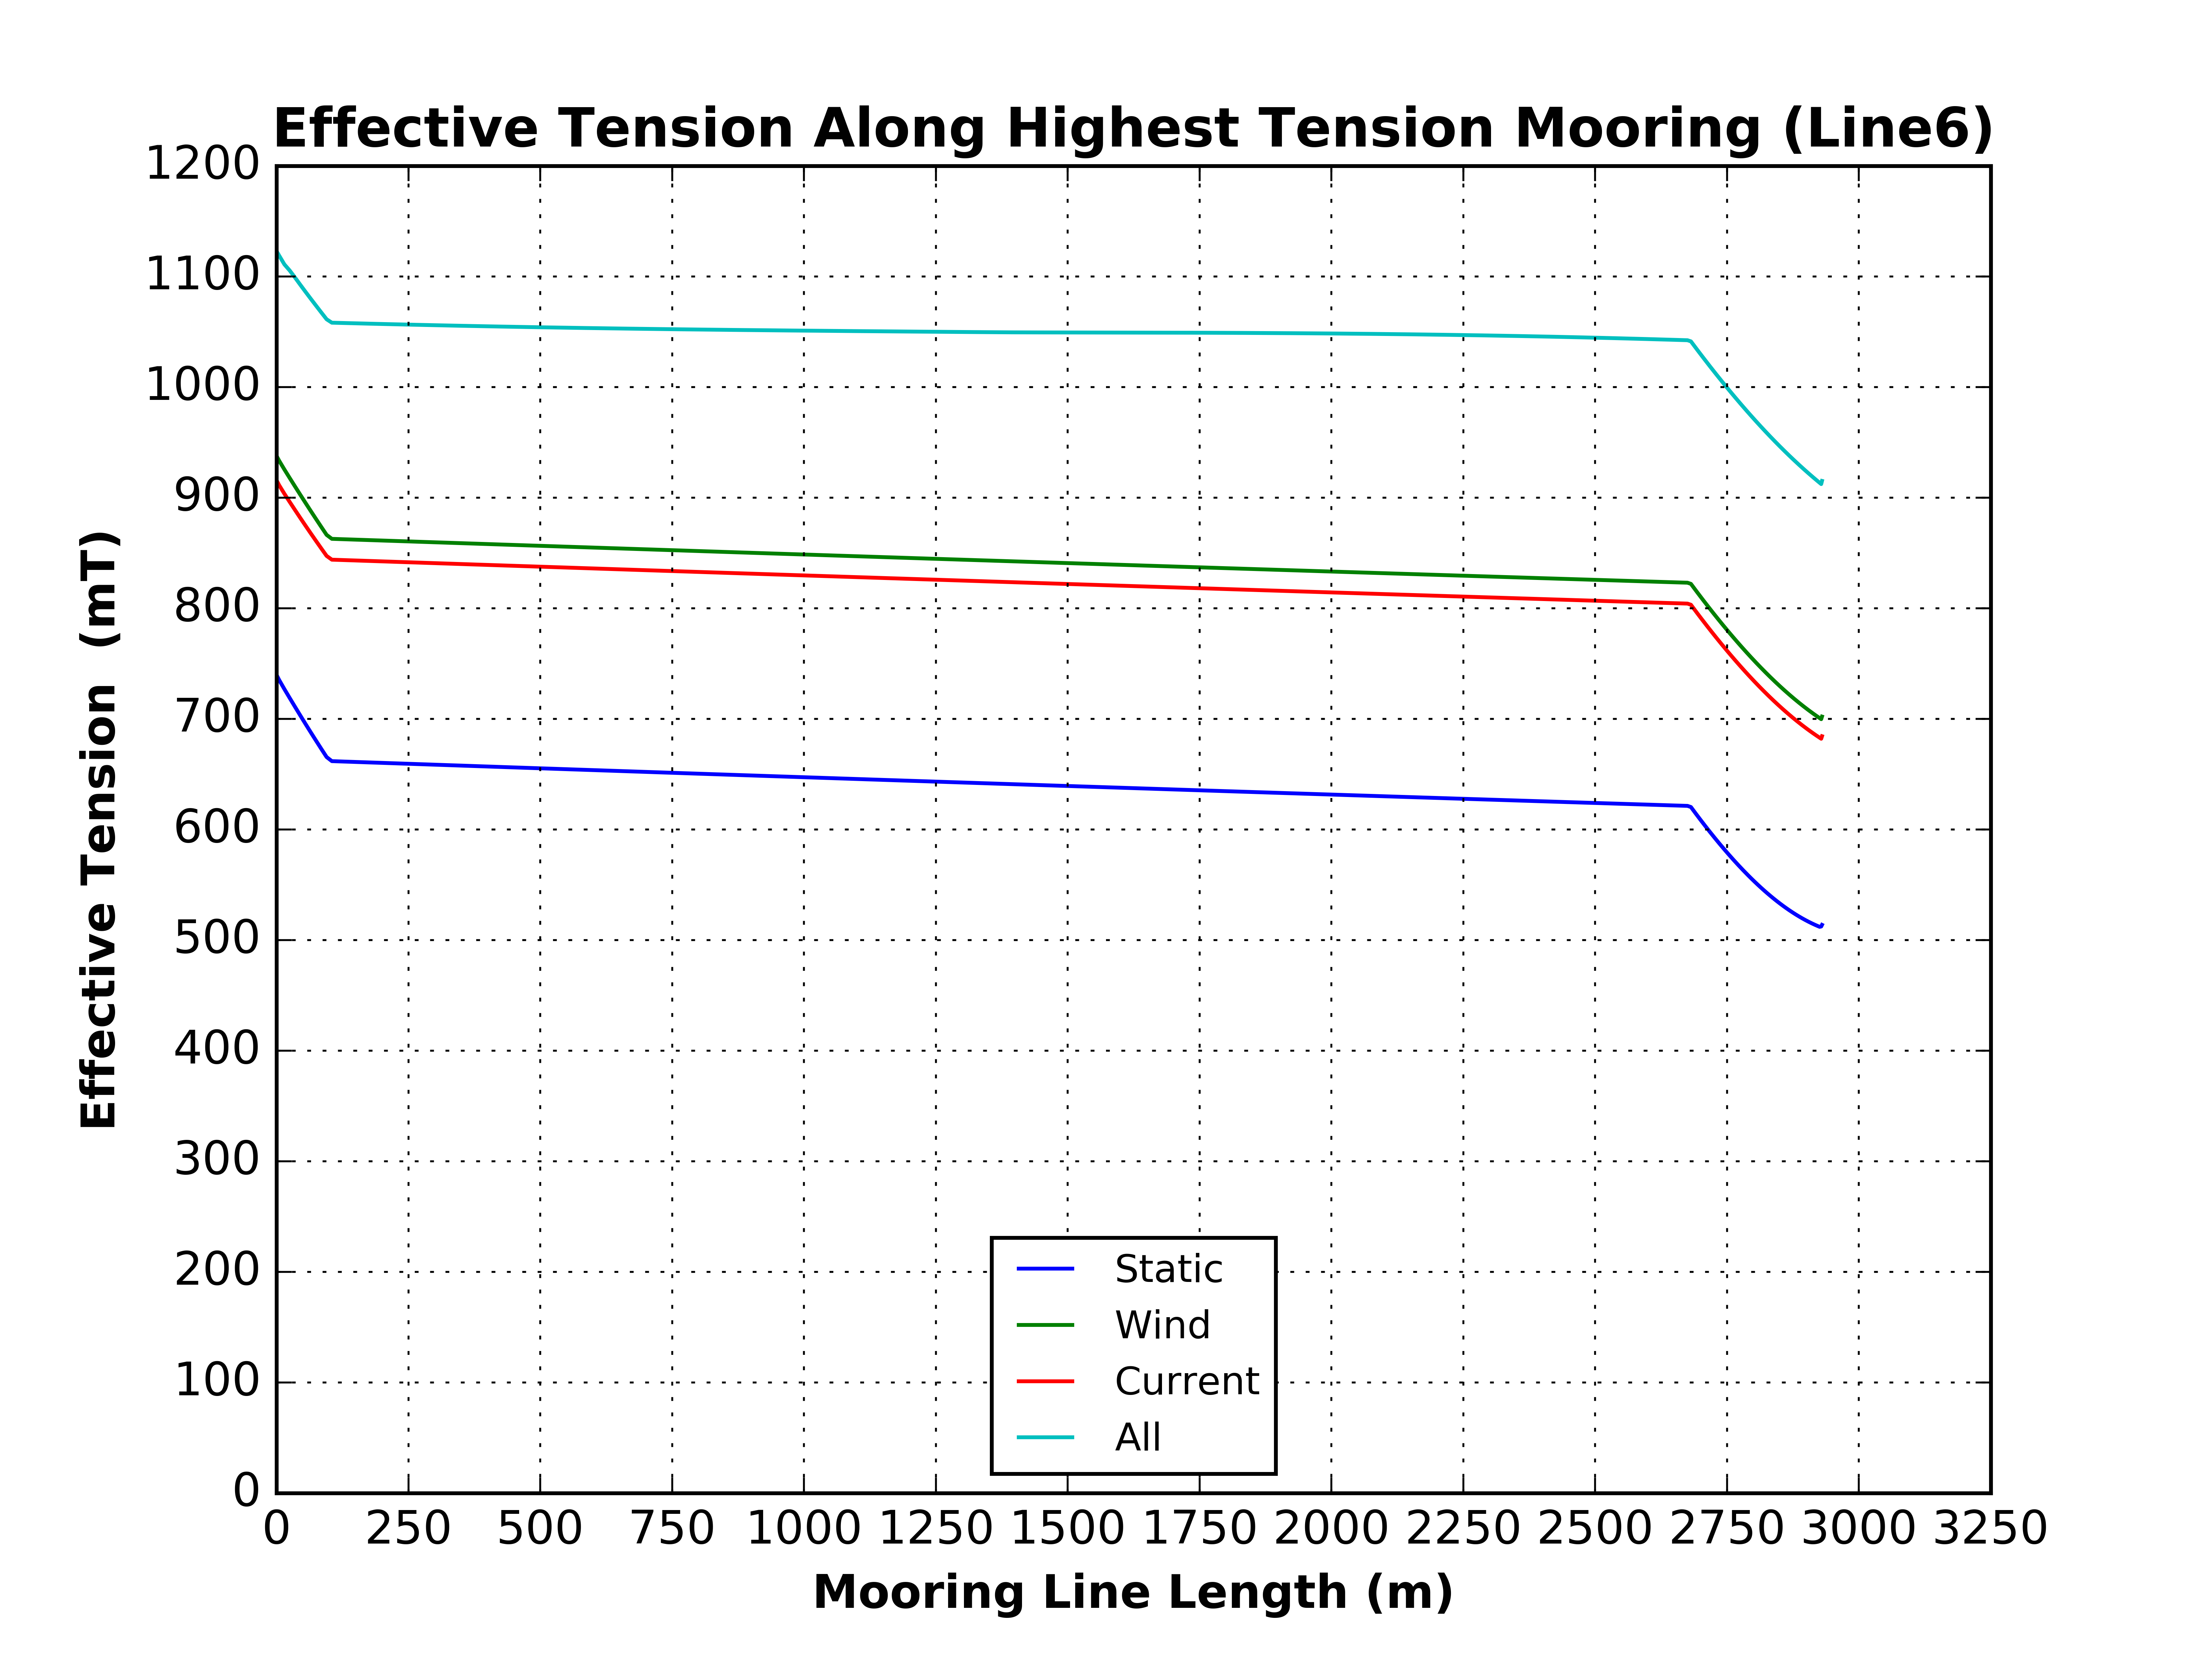 Effective Tension Along Highest Tension Mooring (Line6)
1200
1100
1000
900
800
700
600
500
400
300
200
100
0
Effective Tension  (mT)
Static
Wind
Current
All
0 250 500 750 1000 1250 1500 1750 2000 2250 2500 2750 3000 3250
Mooring Line Length (m)